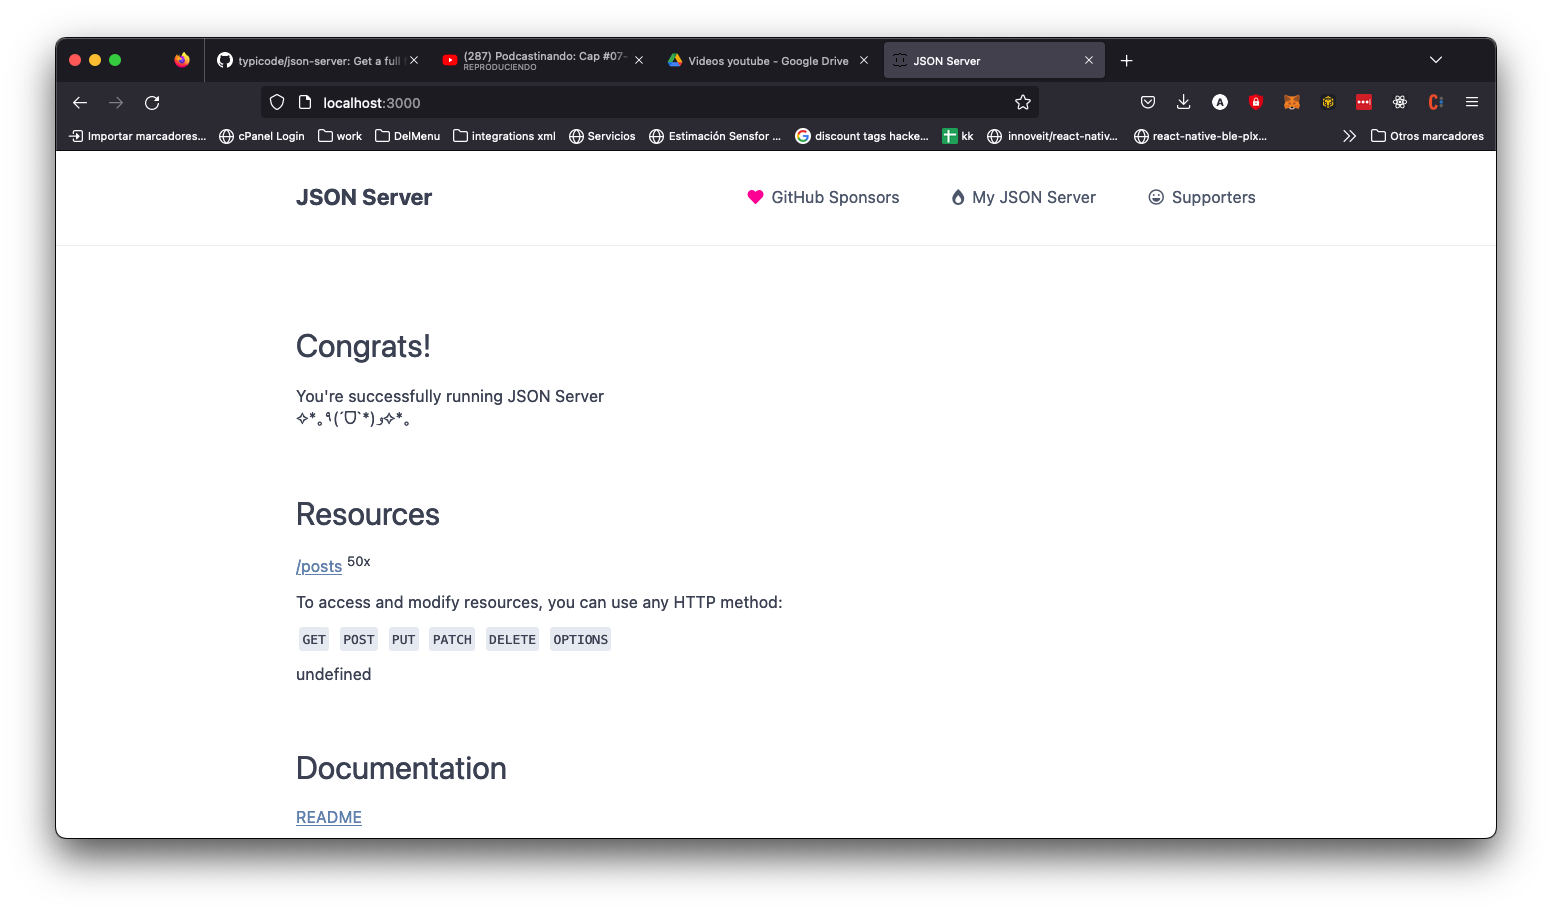 typicode/json-server: Get a full
(287) Podcastinando: Cap #07-
REPRODUCIENDO
Videos youtube - Google Drive
JSON Server
localhost:3000
Importar marcadores...
cPanel Login
work
DelMenu
integrations xml
Servicios
Estimación Sensfor ...
discount tags hacke...
kk
innoveit/react-nativ...
react-native-ble-plx...
Otros marcadores
JSON Server
GitHub Sponsors
My JSON Server
Supporters
Congrats!
You're successfully running JSON Server
✧*｡٩(ˊᗜˋ*)و✧*｡
Resources
/posts 50x
To access and modify resources, you can use any HTTP method:
GET POST PUT PATCH DELETE OPTIONS
undefined
Documentation
README